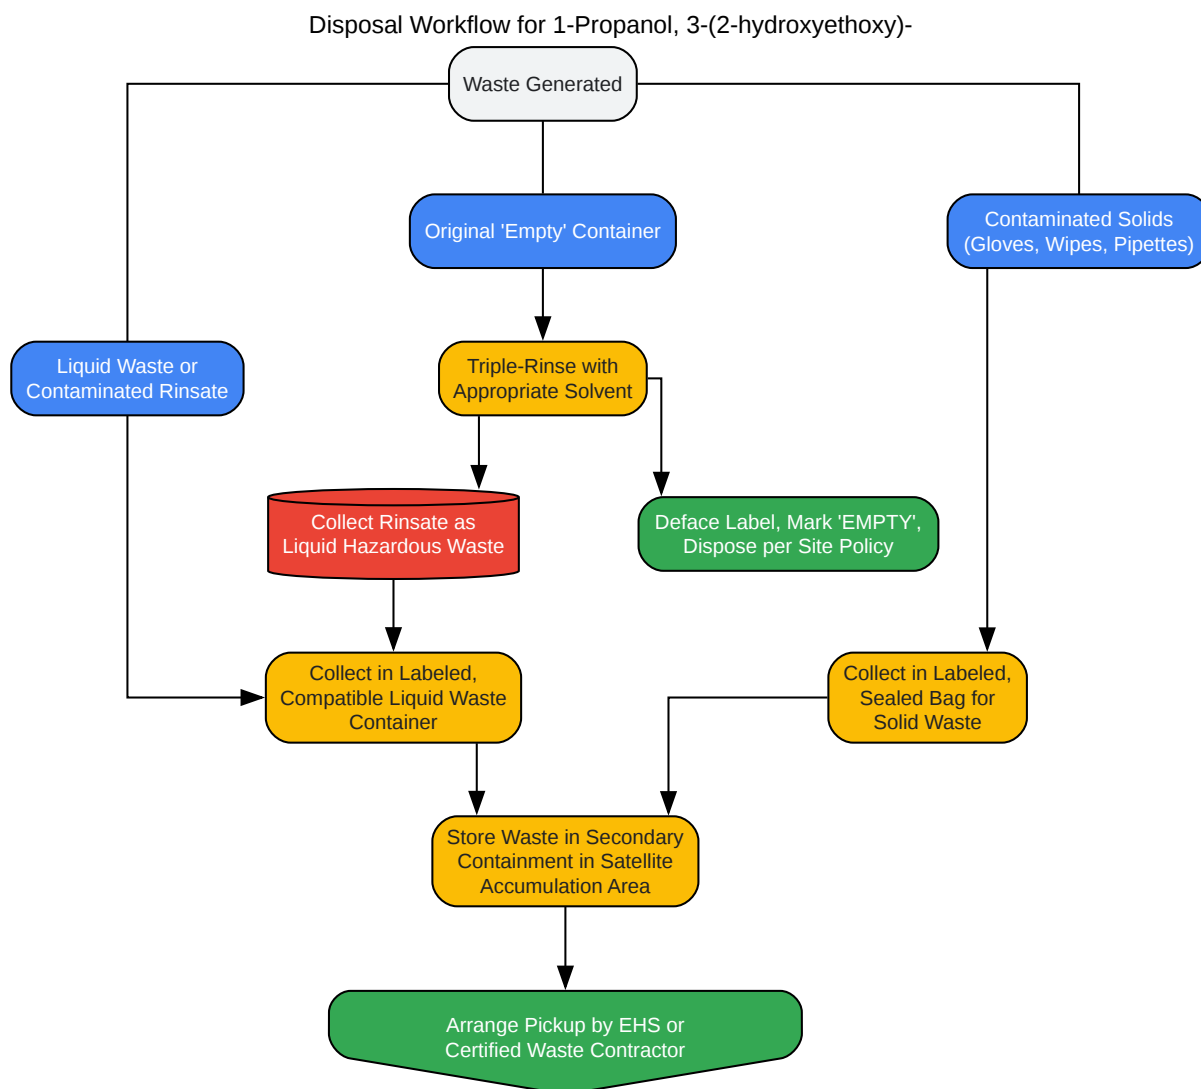 Disposal Workflow for 1-Propanol, 3-(2-hydroxyethoxy)-
Waste Generated
Original 'Empty' Container
Contaminated Solids
(Gloves, Wipes, Pipettes)
Liquid Waste or
Contaminated Rinsate
Triple-Rinse with
Appropriate Solvent
Collect Rinsate as
Liquid Hazardous Waste
Deface Label, Mark 'EMPTY',
Dispose per Site Policy
Collect in Labeled,
Compatible Liquid Waste
Container
Collect in Labeled,
Sealed Bag for
Solid Waste
Store Waste in Secondary
Containment in Satellite
Accumulation Area
Arrange Pickup by EHS or
Certified Waste Contractor